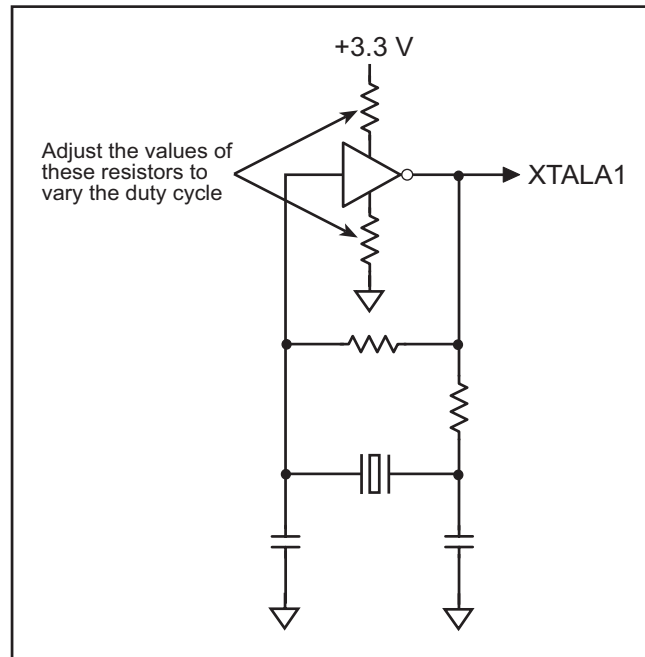 +3.3 V
Adjust the values of
these resistors to
vary the duty cycle
XTALA1